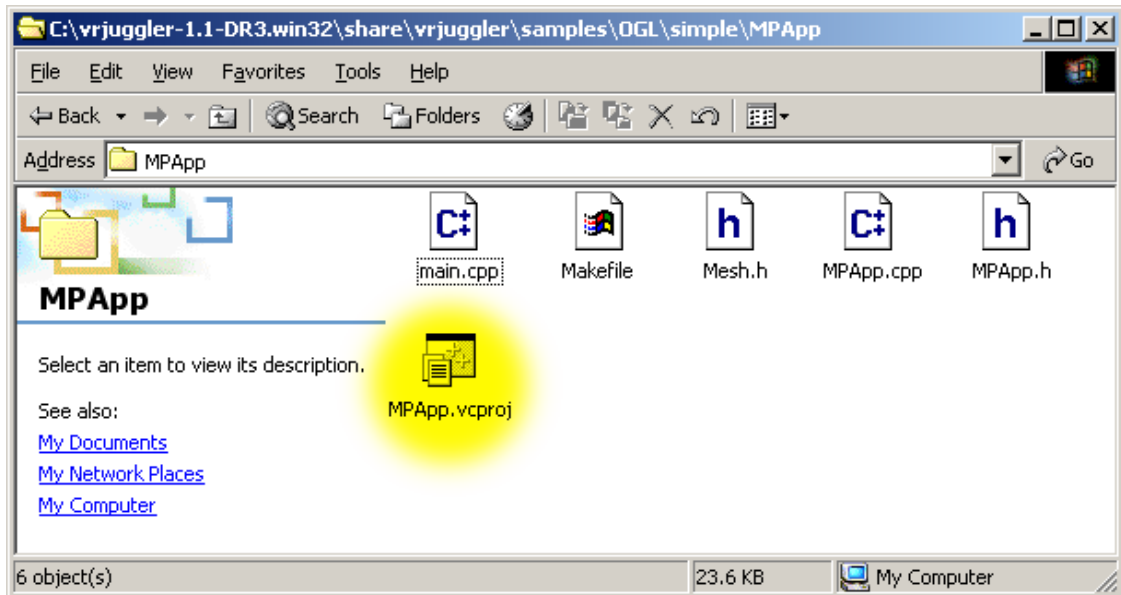 C:\vrjuggler-1.1-DR3.win32\share\vrjuggler\samples\OGL\simple\MPApp
File Edit View Favorites Tools Help
Back Search Folders
Address MPApp Go
main.cpp Makefile Mesh.h MPApp.cpp MPApp.h
MPApp
Select an item to view its description.
MPApp.vcproj
See also:
My Documents
My Network Places
My Computer
6 object(s) 23.6 KB My Computer